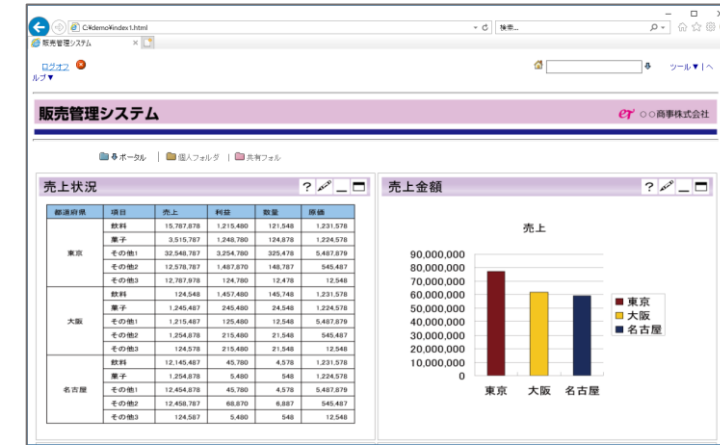 C:¥demo¥index1.html
検索...
販売管理システム
ログオフ
ツール▼ | ヘ
ルプ▼
販売管理システム
er ○○商事株式会社
ポータル | 個人フォルダ | 共有フォル
売上状況
都道府県 項目 売上 利益 数量 原価
東京
飲料 15,787,878 1,215,480 121,548 1,231,578
菓子 3,515,787 1,248,780 124,878 1,224,578
その他1 32,548,787 3,254,780 325,478 5,487,879
その他2 12,578,787 1,487,870 148,787 545,487
その他3 12,787,978 124,780 12,478 12,548
大阪
飲料 124,548 1,457,480 145,748 1,231,578
菓子 1,245,487 245,480 24,548 1,224,578
その他1 1,215,487 125,480 12,548 5,487,879
その他2 1,254,878 215,480 21,548 545,487
その他3 124,578 215,480 21,548 12,548
名古屋
飲料 12,145,487 45,780 4,578 1,231,578
菓子 1,254,878 5,480 548 1,224,578
その他1 12,454,878 45,780 4,578 5,487,879
その他2 12,458,787 68,870 6,887 545,487
その他3 124,587 5,480 548 12,548
売上金額
売上
90,000,000
80,000,000
70,000,000
60,000,000
50,000,000
40,000,000
30,000,000
20,000,000
10,000,000
0
東京 大阪 名古屋
東京
大阪
名古屋